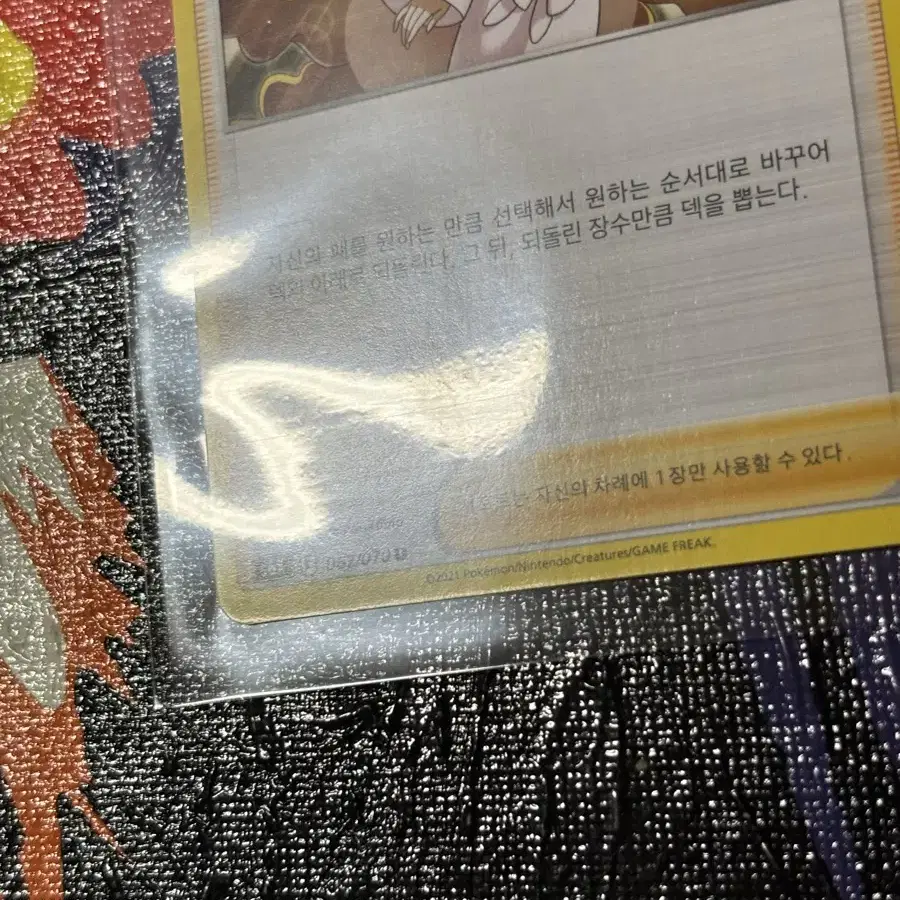 자신의 패를 원하는 만큼 선택해서 원하는 순서대로 바꾸어
덱의 아래로 되돌린다. 그 뒤, 되돌린 장수만큼 덱을 뽑는다.
자신의 차례에 1장만 사용할 수 있다.
©2021 Pokémon/Nintendo/Creatures/GAME FREAK.